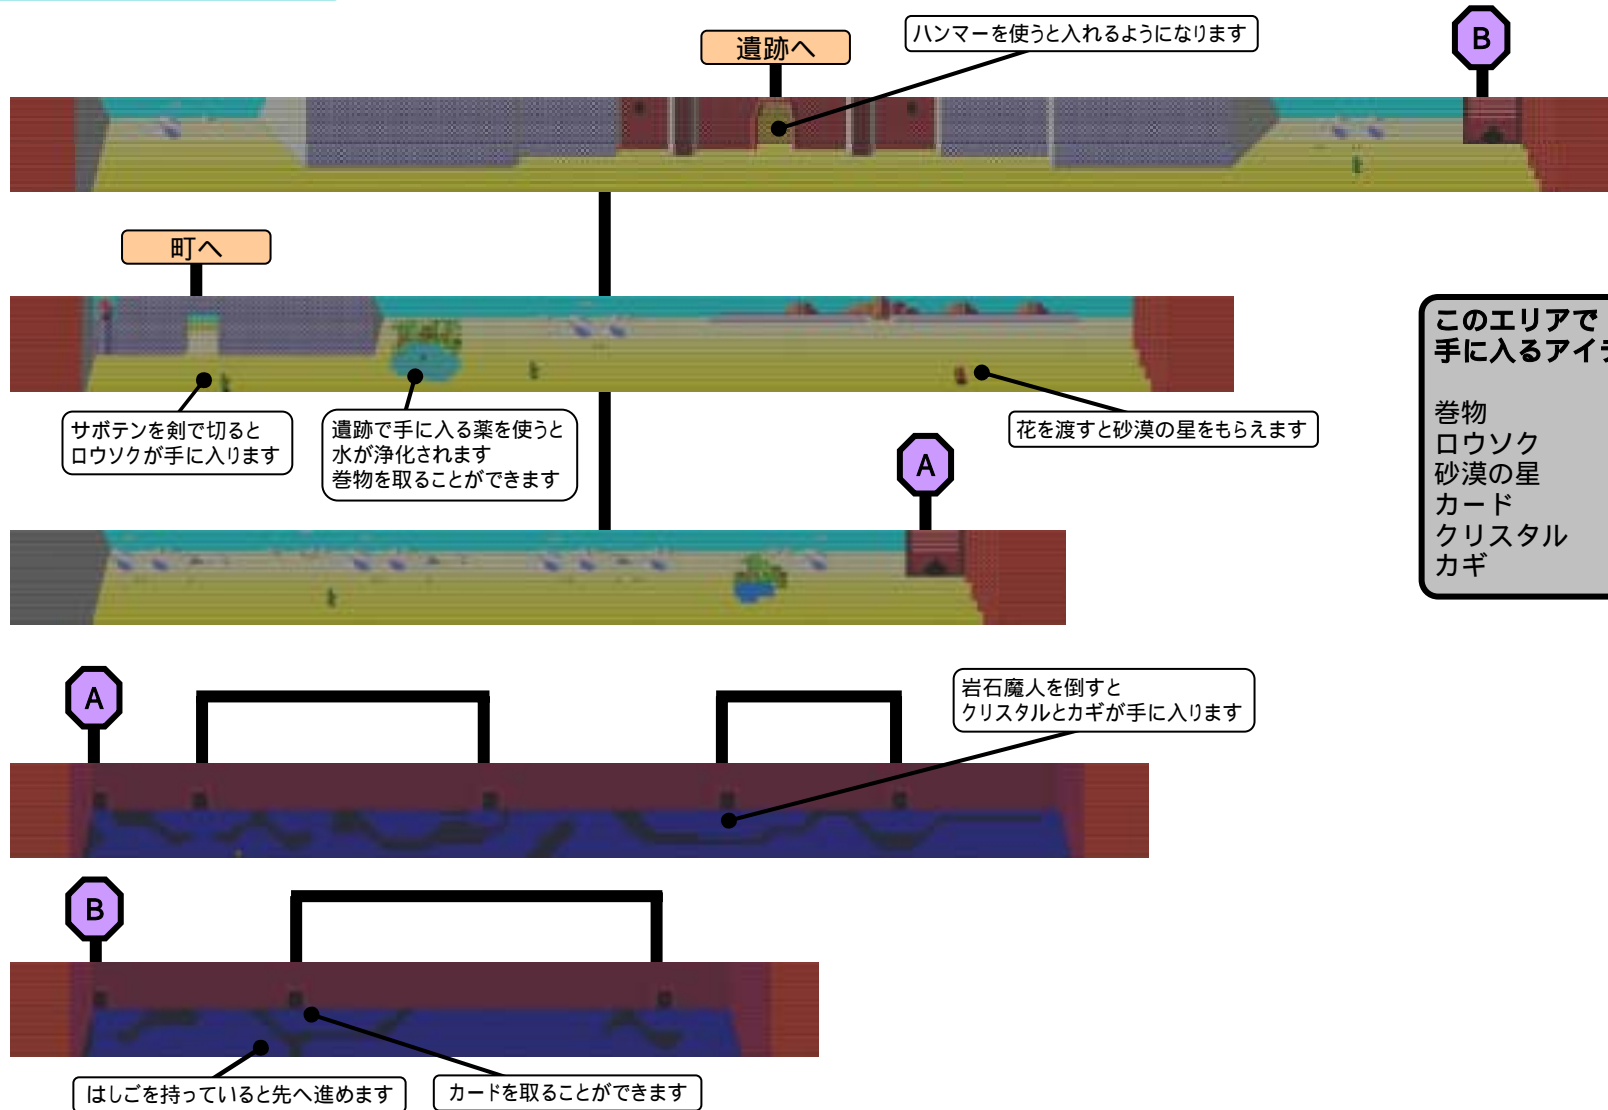 遺跡へ
ハンマーを使うと入れるようになります
B
町へ
サボテンを剣で切ると
ロウソクが手に入ります
遺跡で手に入る薬を使うと
水が浄化されます
巻物を取ることができます
花を渡すと砂漠の星をもらえます
A
このエリアで
手に入るアイテ
巻物
ロウソク
砂漠の星
カード
クリスタル
カギ
A
岩石魔人を倒すと
クリスタルとカギが手に入ります
B
はしごを持っていると先へ進めます
カードを取ることができます